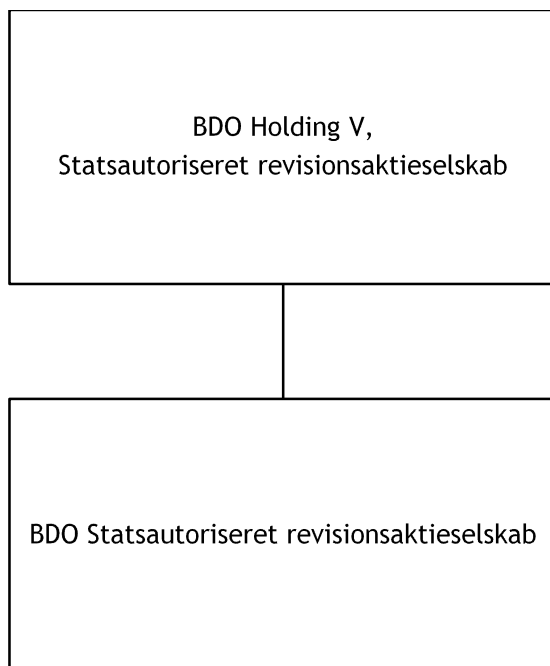 BDO Holding V,
Statsautoriseret revisionsaktieselskab
BDO Statsautoriseret revisionsaktieselskab